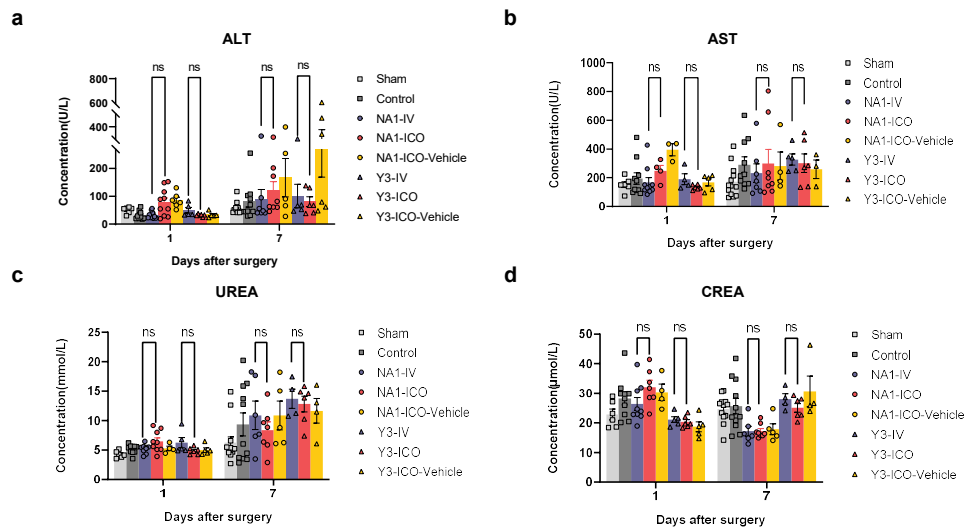 a
ALT
Concentration(U/L)
800
600
400
200
100
0
ns
ns
ns
ns
1
7
Days after surgery
Sham
Control
NA1-IV
NA1-ICO
NA1-ICO-Vehicle
Y3-IV
Y3-ICO
Y3-ICO-Vehicle
b
AST
Concentration(U/L)
1000
800
600
400
200
0
ns
ns
ns
ns
1
7
Days after surgery
Sham
Control
NA1-IV
NA1-ICO
NA1-ICO-Vehicle
Y3-IV
Y3-ICO
Y3-ICO-Vehicle
c
UREA
Concentration(mmol/L)
25
20
15
10
5
0
ns
ns
ns
ns
1
7
Days after surgery
Sham
Control
NA1-IV
NA1-ICO
NA1-ICO-Vehicle
Y3-IV
Y3-ICO
Y3-ICO-Vehicle
d
CREA
Concentration(μmol/L)
50
40
30
20
10
0
ns
ns
ns
ns
1
7
Days after surgery
Sham
Control
NA1-IV
NA1-ICO
NA1-ICO-Vehicle
Y3-IV
Y3-ICO
Y3-ICO-Vehicle